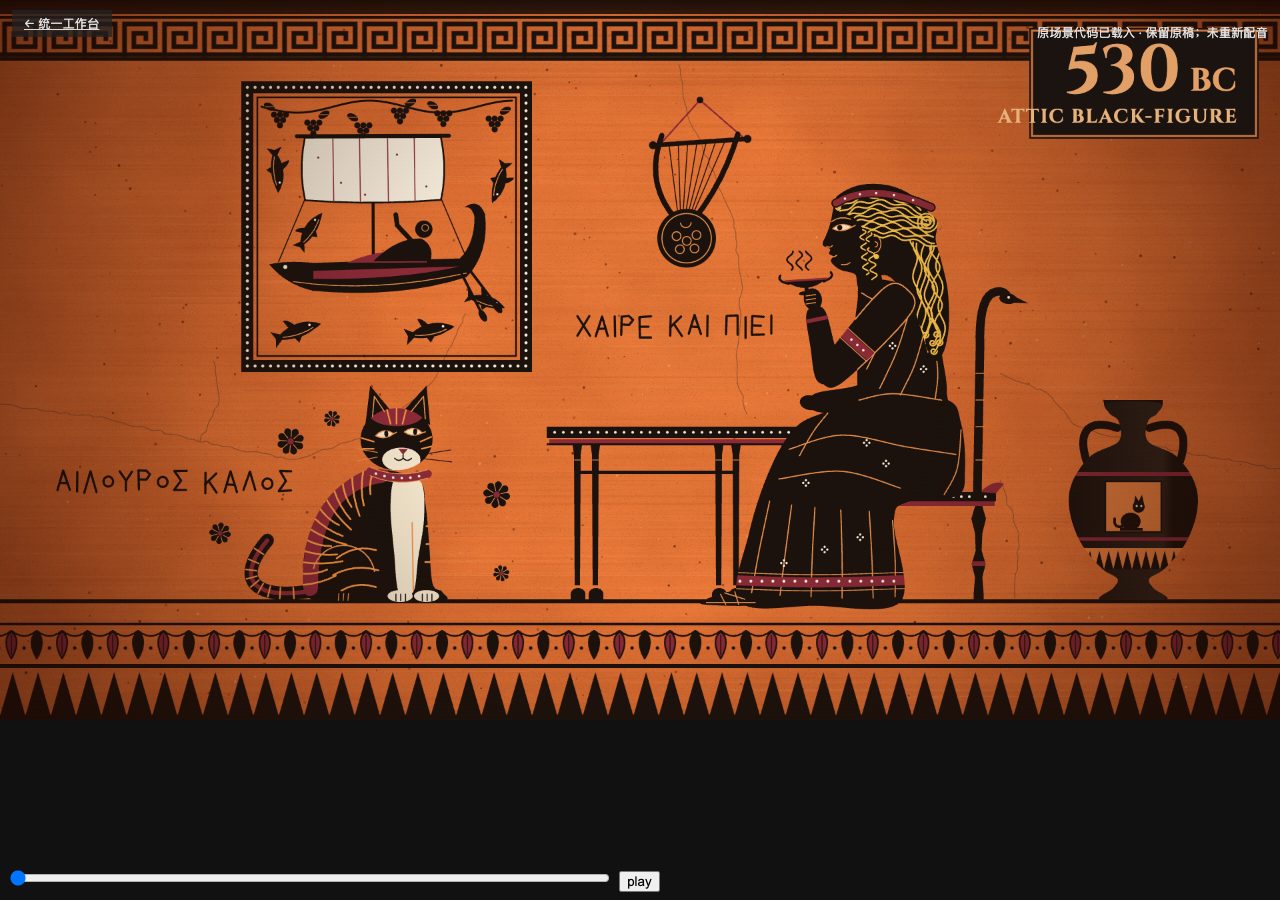 ← 统一工作台
原场景代码已载入 · 保留原稿；未重新配音
530 BC
ATTIC BLACK-FIGURE
ΧΑΙΡΕ ΚΑΙ ΠΙΕΙ
ΑΙΛΟΥΡΟΣ ΚΑΛΟΣ
play